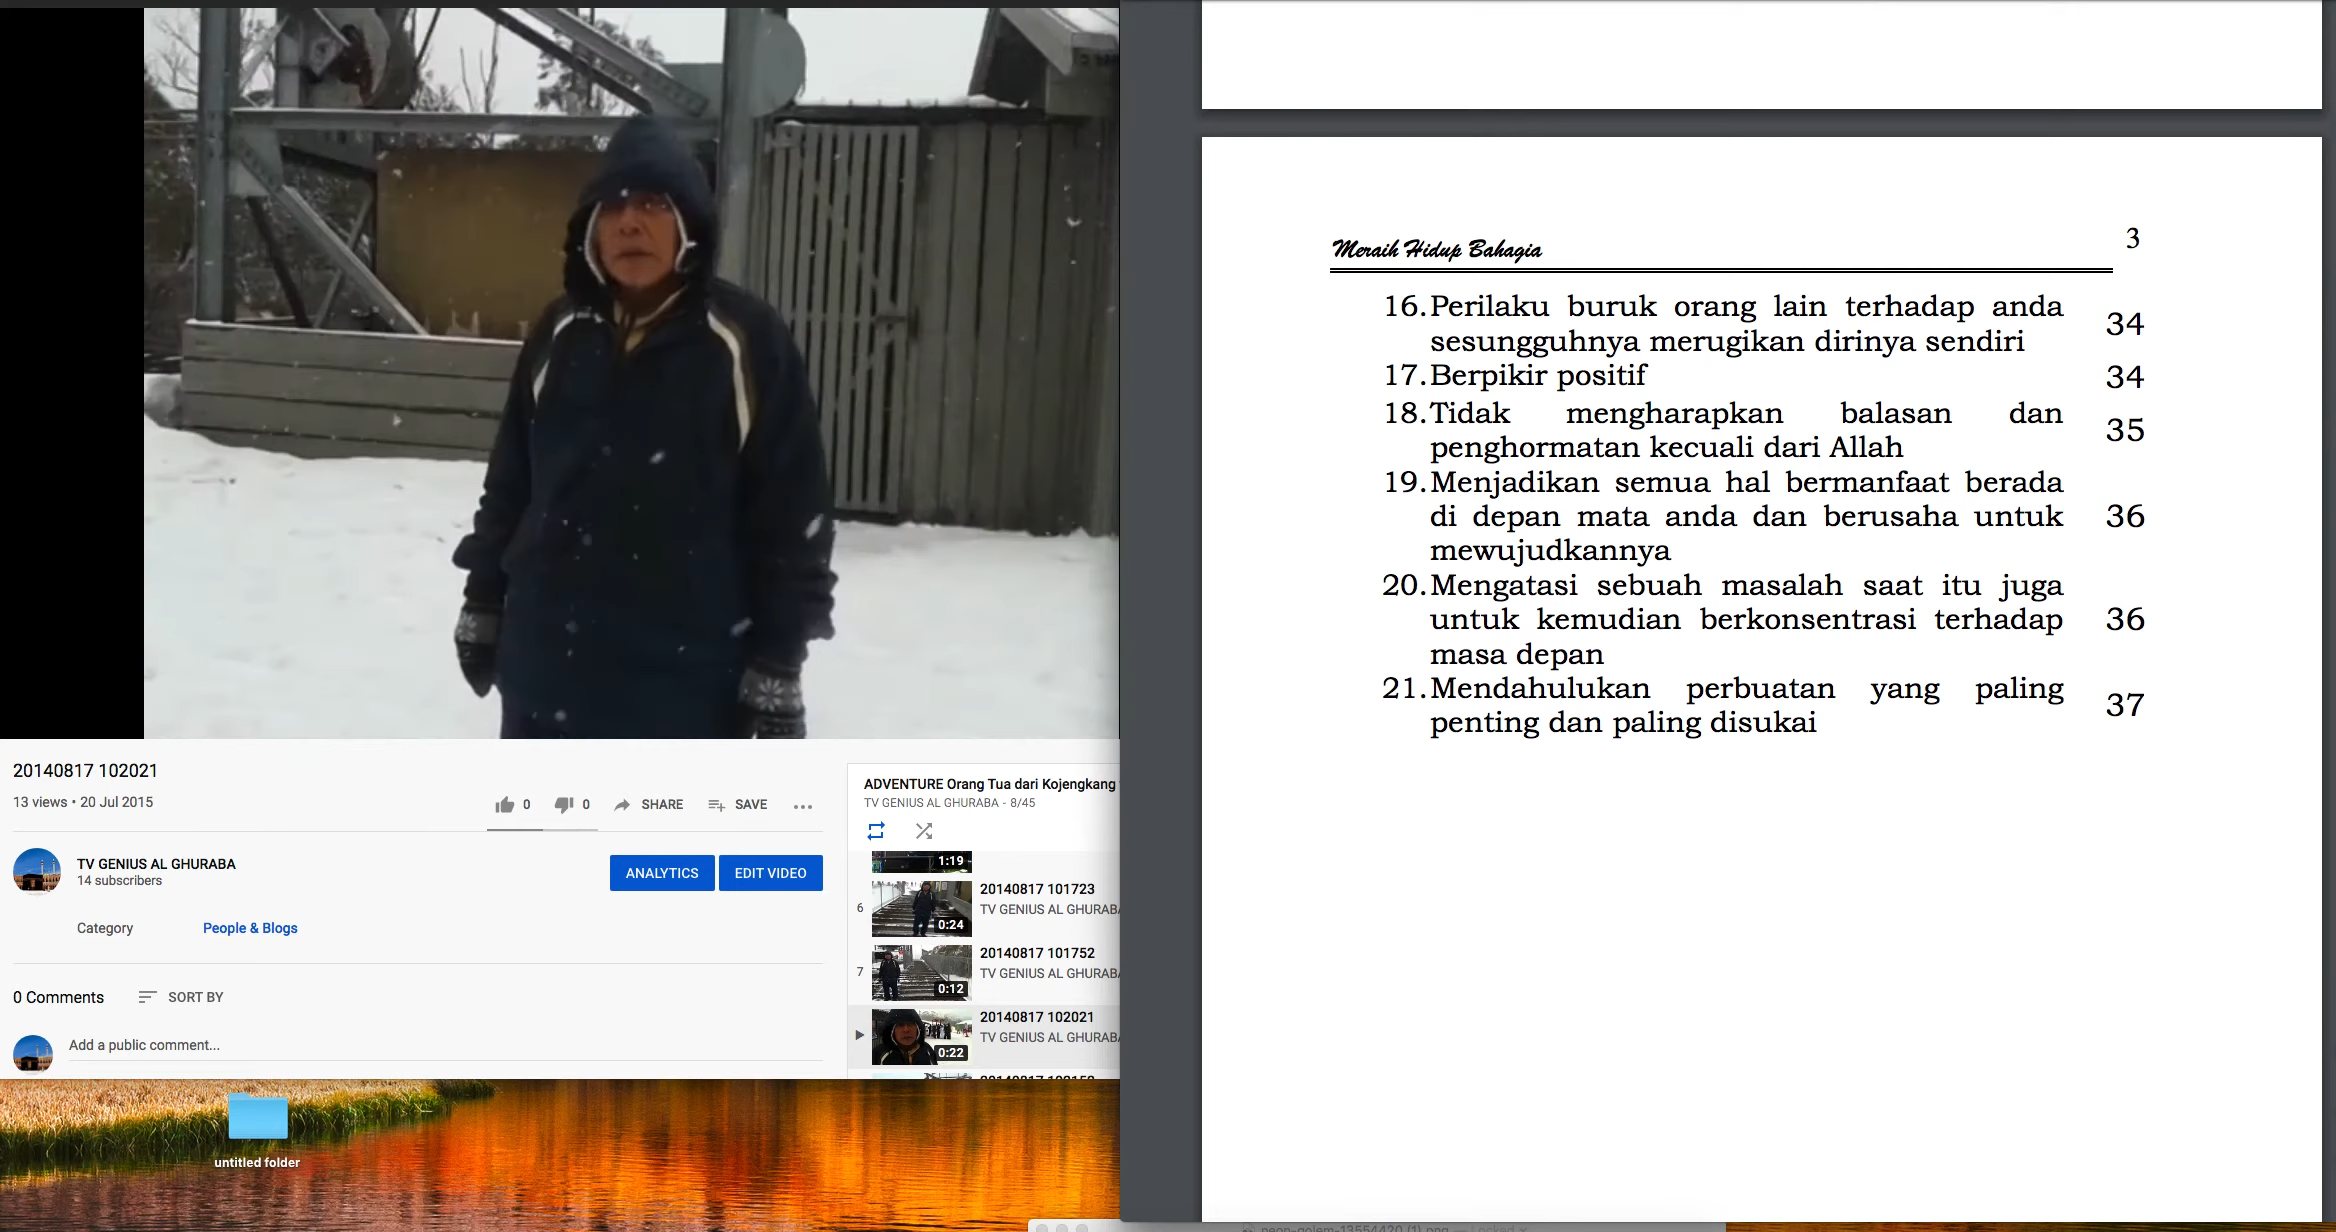 20140817 102021
13 views • 20 Jul 2015
0
0
SHARE
SAVE
TV GENIUS AL GHURABA
14 subscribers
ANALYTICS
EDIT VIDEO
Category
People & Blogs
0 Comments
SORT BY
Add a public comment...
ADVENTURE Orang Tua dari Kojengkang
TV GENIUS AL GHURABA - 8/45
1:19
6
0:24
20140817 101723
TV GENIUS AL GHURABA
7
0:12
20140817 101752
TV GENIUS AL GHURABA
0:22
20140817 102021
TV GENIUS AL GHURABA
untitled folder
Meraih Hidup Bahagia
3
16. Perilaku buruk orang lain terhadap anda
sesungguhnya merugikan dirinya sendiri
34
17. Berpikir positif
34
18. Tidak mengharapkan balasan dan
penghormatan kecuali dari Allah
35
19. Menjadikan semua hal bermanfaat berada
di depan mata anda dan berusaha untuk
mewujudkannya
36
20. Mengatasi sebuah masalah saat itu juga
untuk kemudian berkonsentrasi terhadap
masa depan
36
21. Mendahulukan perbuatan yang paling
penting dan paling disukai
37